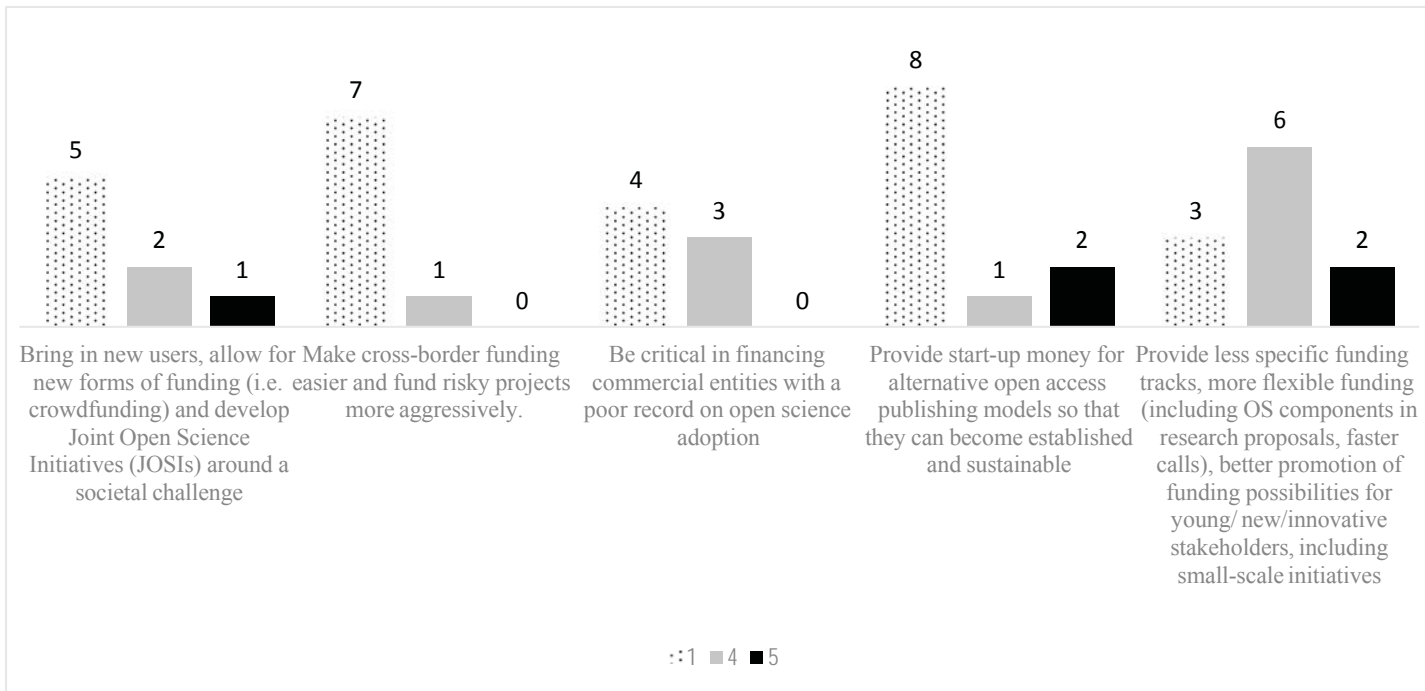 5
2
1
7
1
0
4
3
0
8
1
2
3
6
2
Bring in new users, allow for
new forms of funding (i.e.
crowdfunding) and develop
Joint Open Science
Initiatives (JOSIs) around a
societal challenge
Make cross-border funding
easier and fund risky projects
more aggressively.
Be critical in financing
commercial entities with a
poor record on open science
adoption
Provide start-up money for
alternative open access
publishing models so that
they can become established
and sustainable
Provide less specific funding
tracks, more flexible funding
(including OS components in
research proposals, faster
calls), better promotion of
funding possibilities for
young/ new/innovative
stakeholders, including
small-scale initiatives
1 4 5